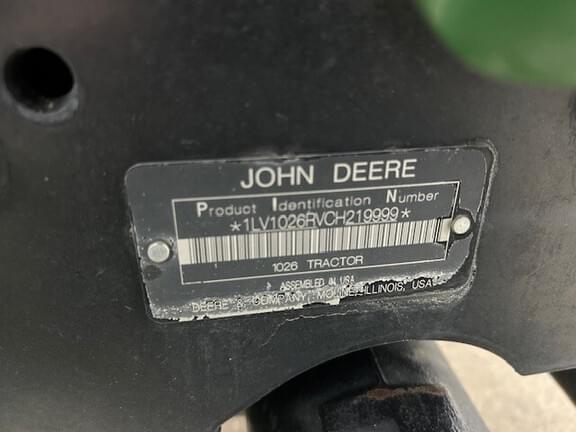 JOHN DEERE
Product Identification Number
*1LV1026RVCH219999*
1026 TRACTOR
ASSEMBLED IN USA
DEERE & COMPANY, MOLINE, ILLINOIS, USA